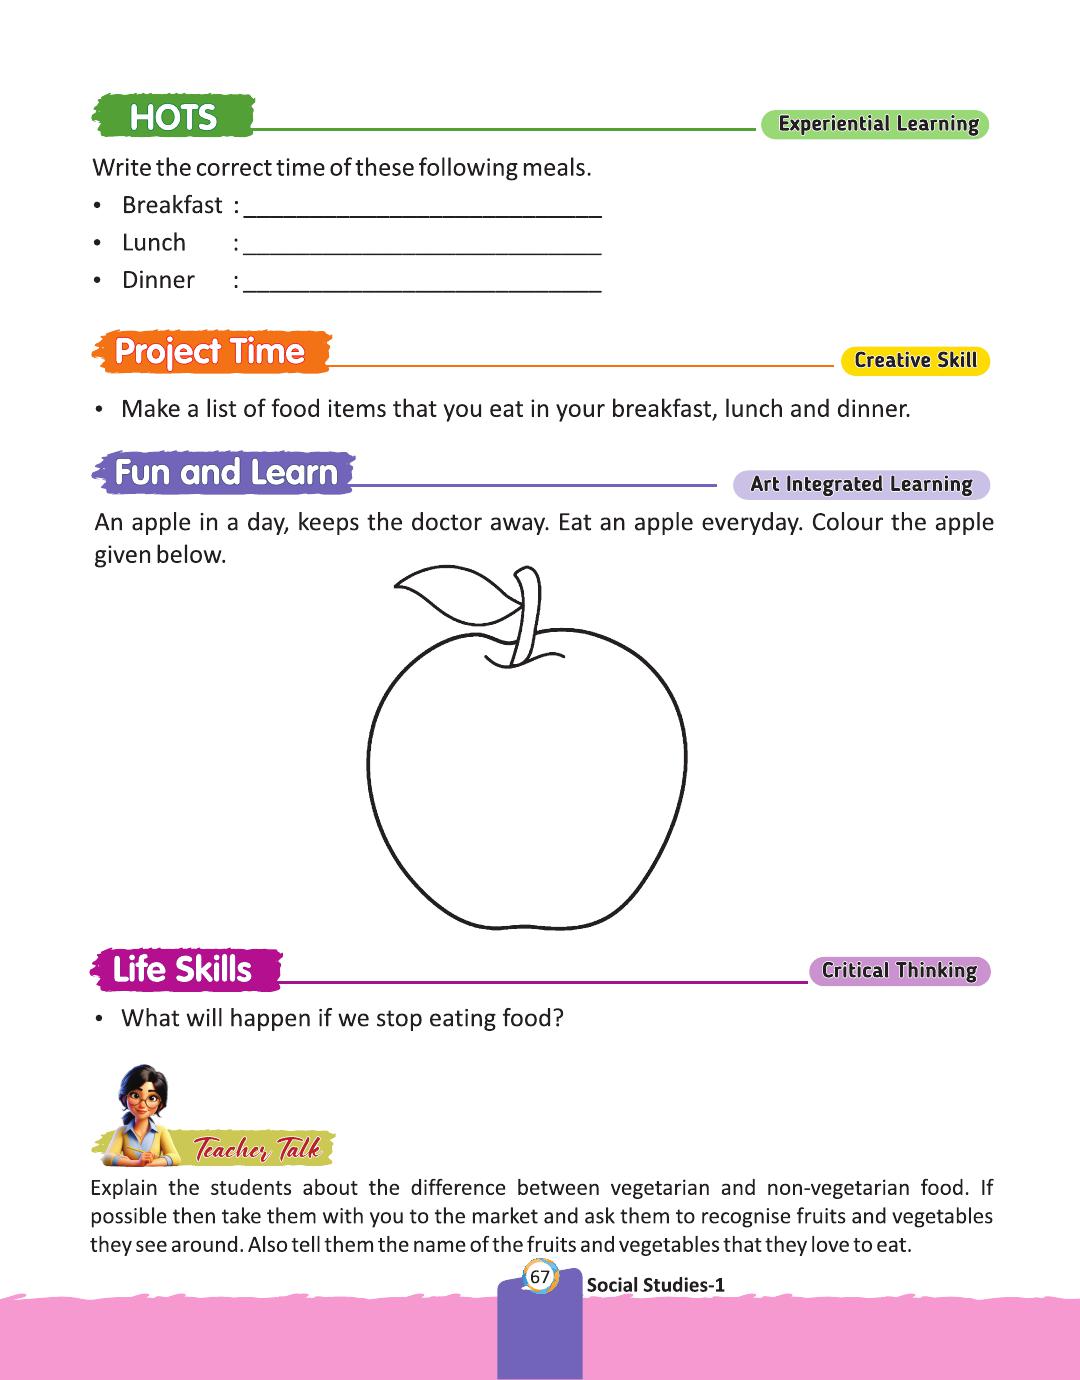 HOTS
Experiential Learning
Write the correct time of these following meals.
• Breakfast : ______________________________
• Lunch : ______________________________
• Dinner : ______________________________
Project Time
Creative Skill
• Make a list of food items that you eat in your breakfast, lunch and dinner.
Fun and Learn
Art Integrated Learning
An apple in a day, keeps the doctor away. Eat an apple everyday. Colour the apple
given below.
Life Skills
Critical Thinking
• What will happen if we stop eating food?
Teacher Talk
Explain the students about the difference between vegetarian and non-vegetarian food. If
possible then take them with you to the market and ask them to recognise fruits and vegetables
they see around. Also tell them the name of the fruits and vegetables that they love to eat.
67
Social Studies-1